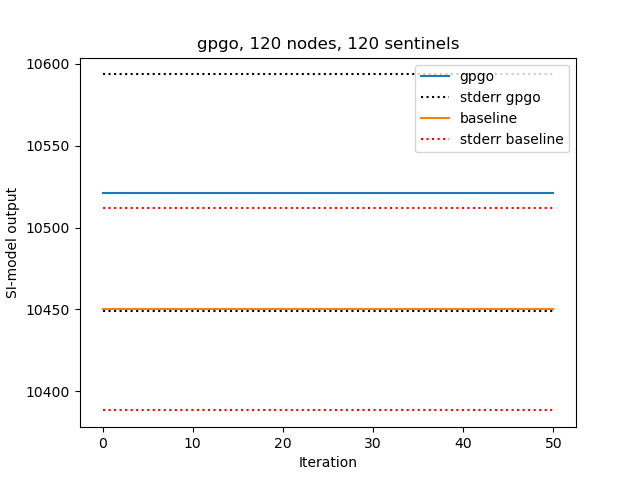 gpgo, 120 nodes, 120 sentinels
10600
10550
10500
10450
10400
SI-model output
gpgo
stderr gpgo
baseline
stderr baseline
0 10 20 30 40 50
Iteration